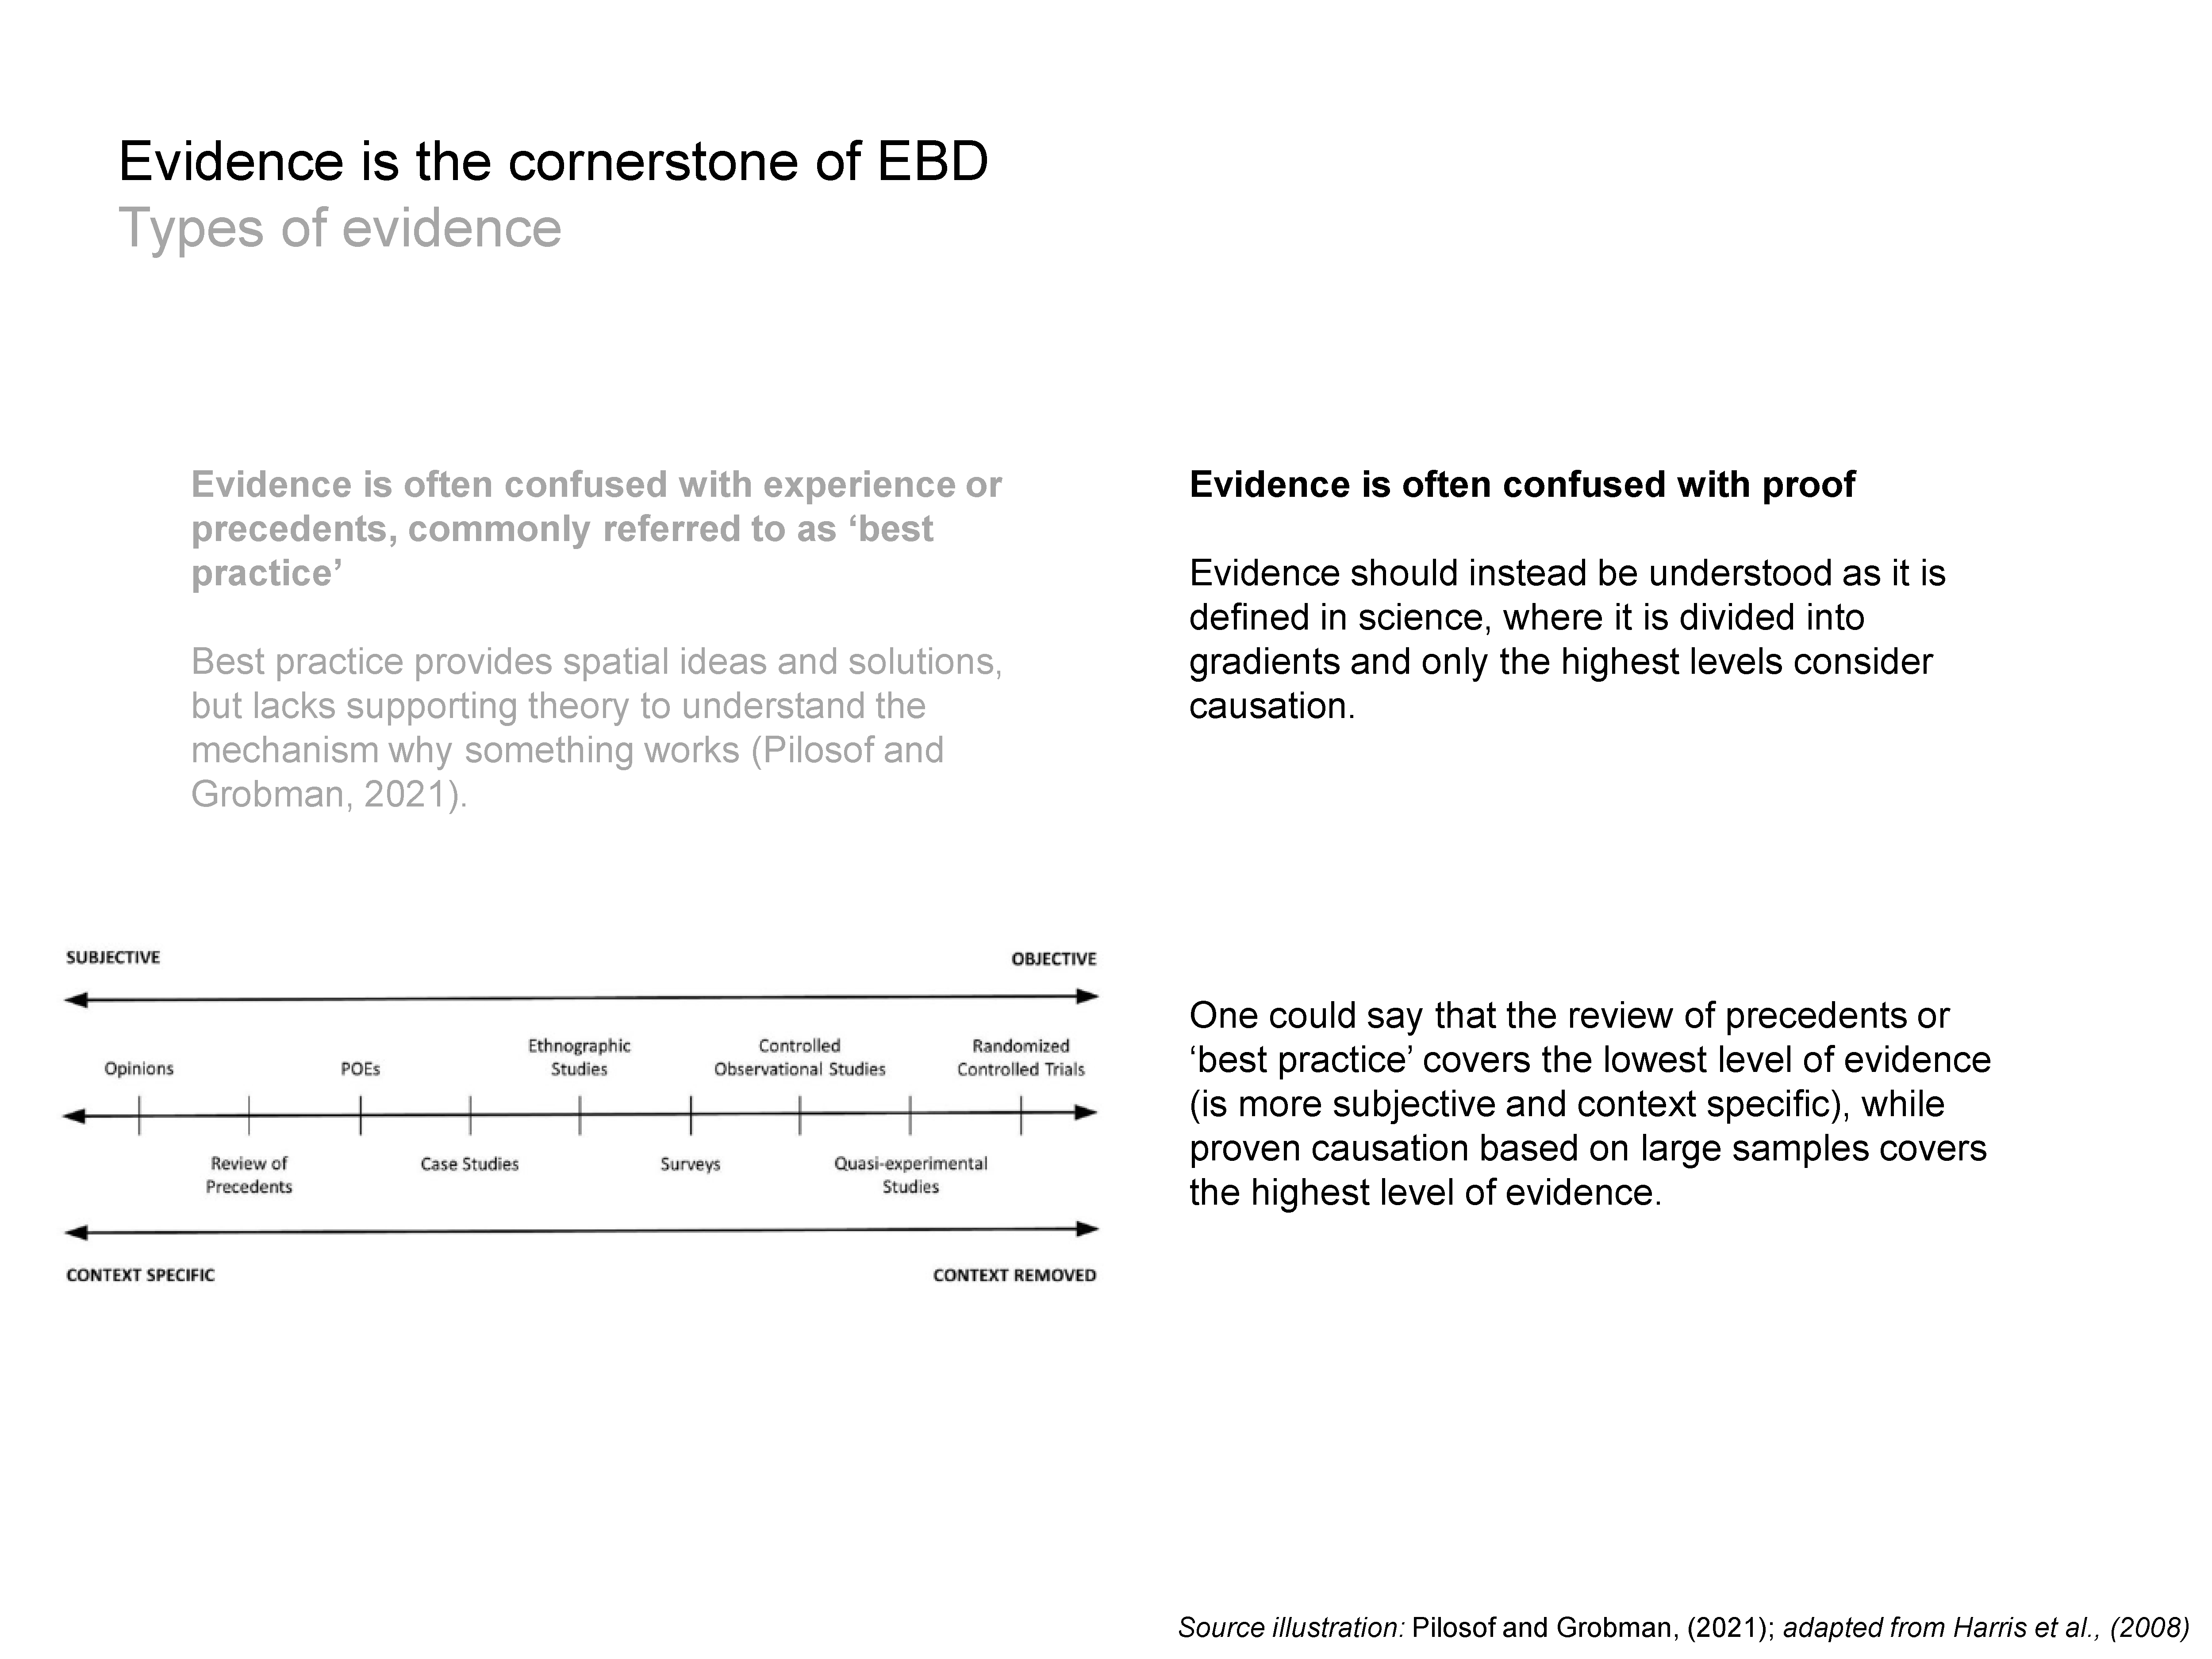 Evidence is the cornerstone of EBD
Types of evidence
Evidence is often confused with experience or
precedents, commonly referred to as ‘best
practice’
Best practice provides spatial ideas and solutions,
but lacks supporting theory to understand the
mechanism why something works (Pilosof and
Grobman, 2021).
Evidence is often confused with proof
Evidence should instead be understood as it is
defined in science, where it is divided into
gradients and only the highest levels consider
causation.
SUBJECTIVE
OBJECTIVE
Opinions
POEs
Ethnographic
Studies
Controlled
Observational Studies
Randomized
Controlled Trials
Review of
Precedents
Case Studies
Surveys
Quasi-experimental
Studies
CONTEXT SPECIFIC
CONTEXT REMOVED
One could say that the review of precedents or
‘best practice’ covers the lowest level of evidence
(is more subjective and context specific), while
proven causation based on large samples covers
the highest level of evidence.
Source illustration: Pilosof and Grobman, (2021); adapted from Harris et al., (2008)